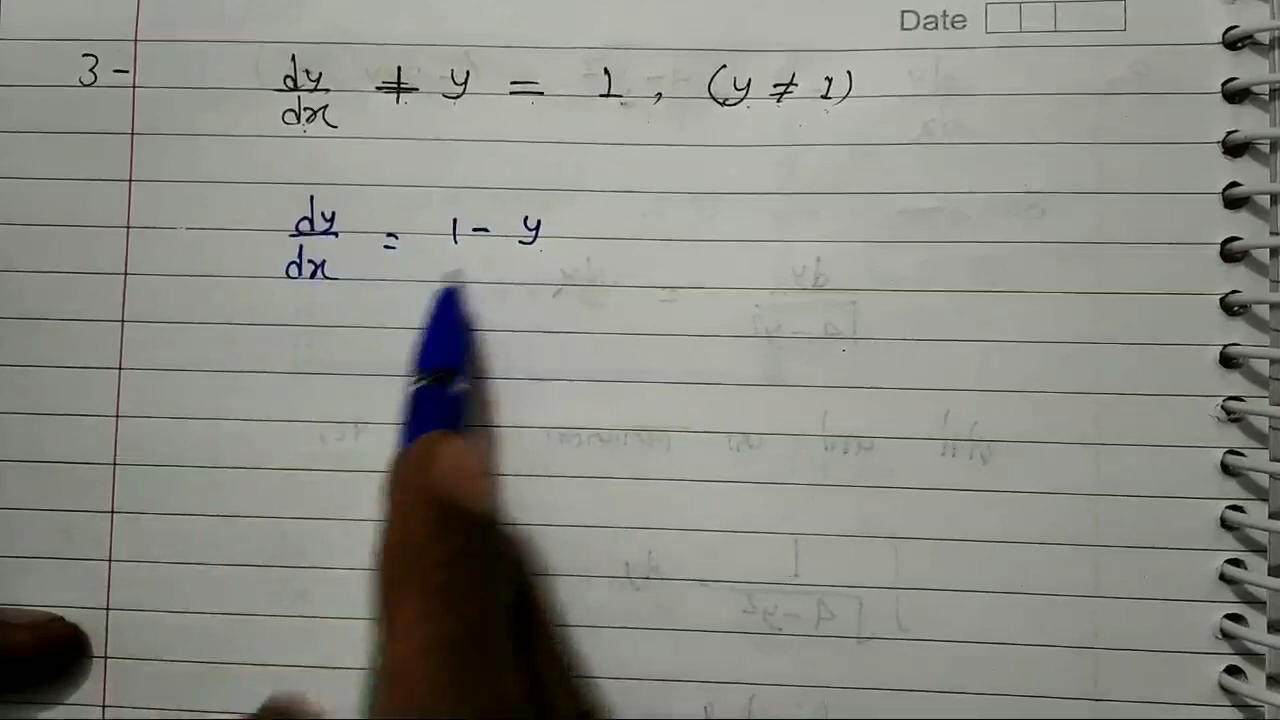 Date
3- dy/dx + y = 1, (y ≠ 1)
dy/dx = 1 - y